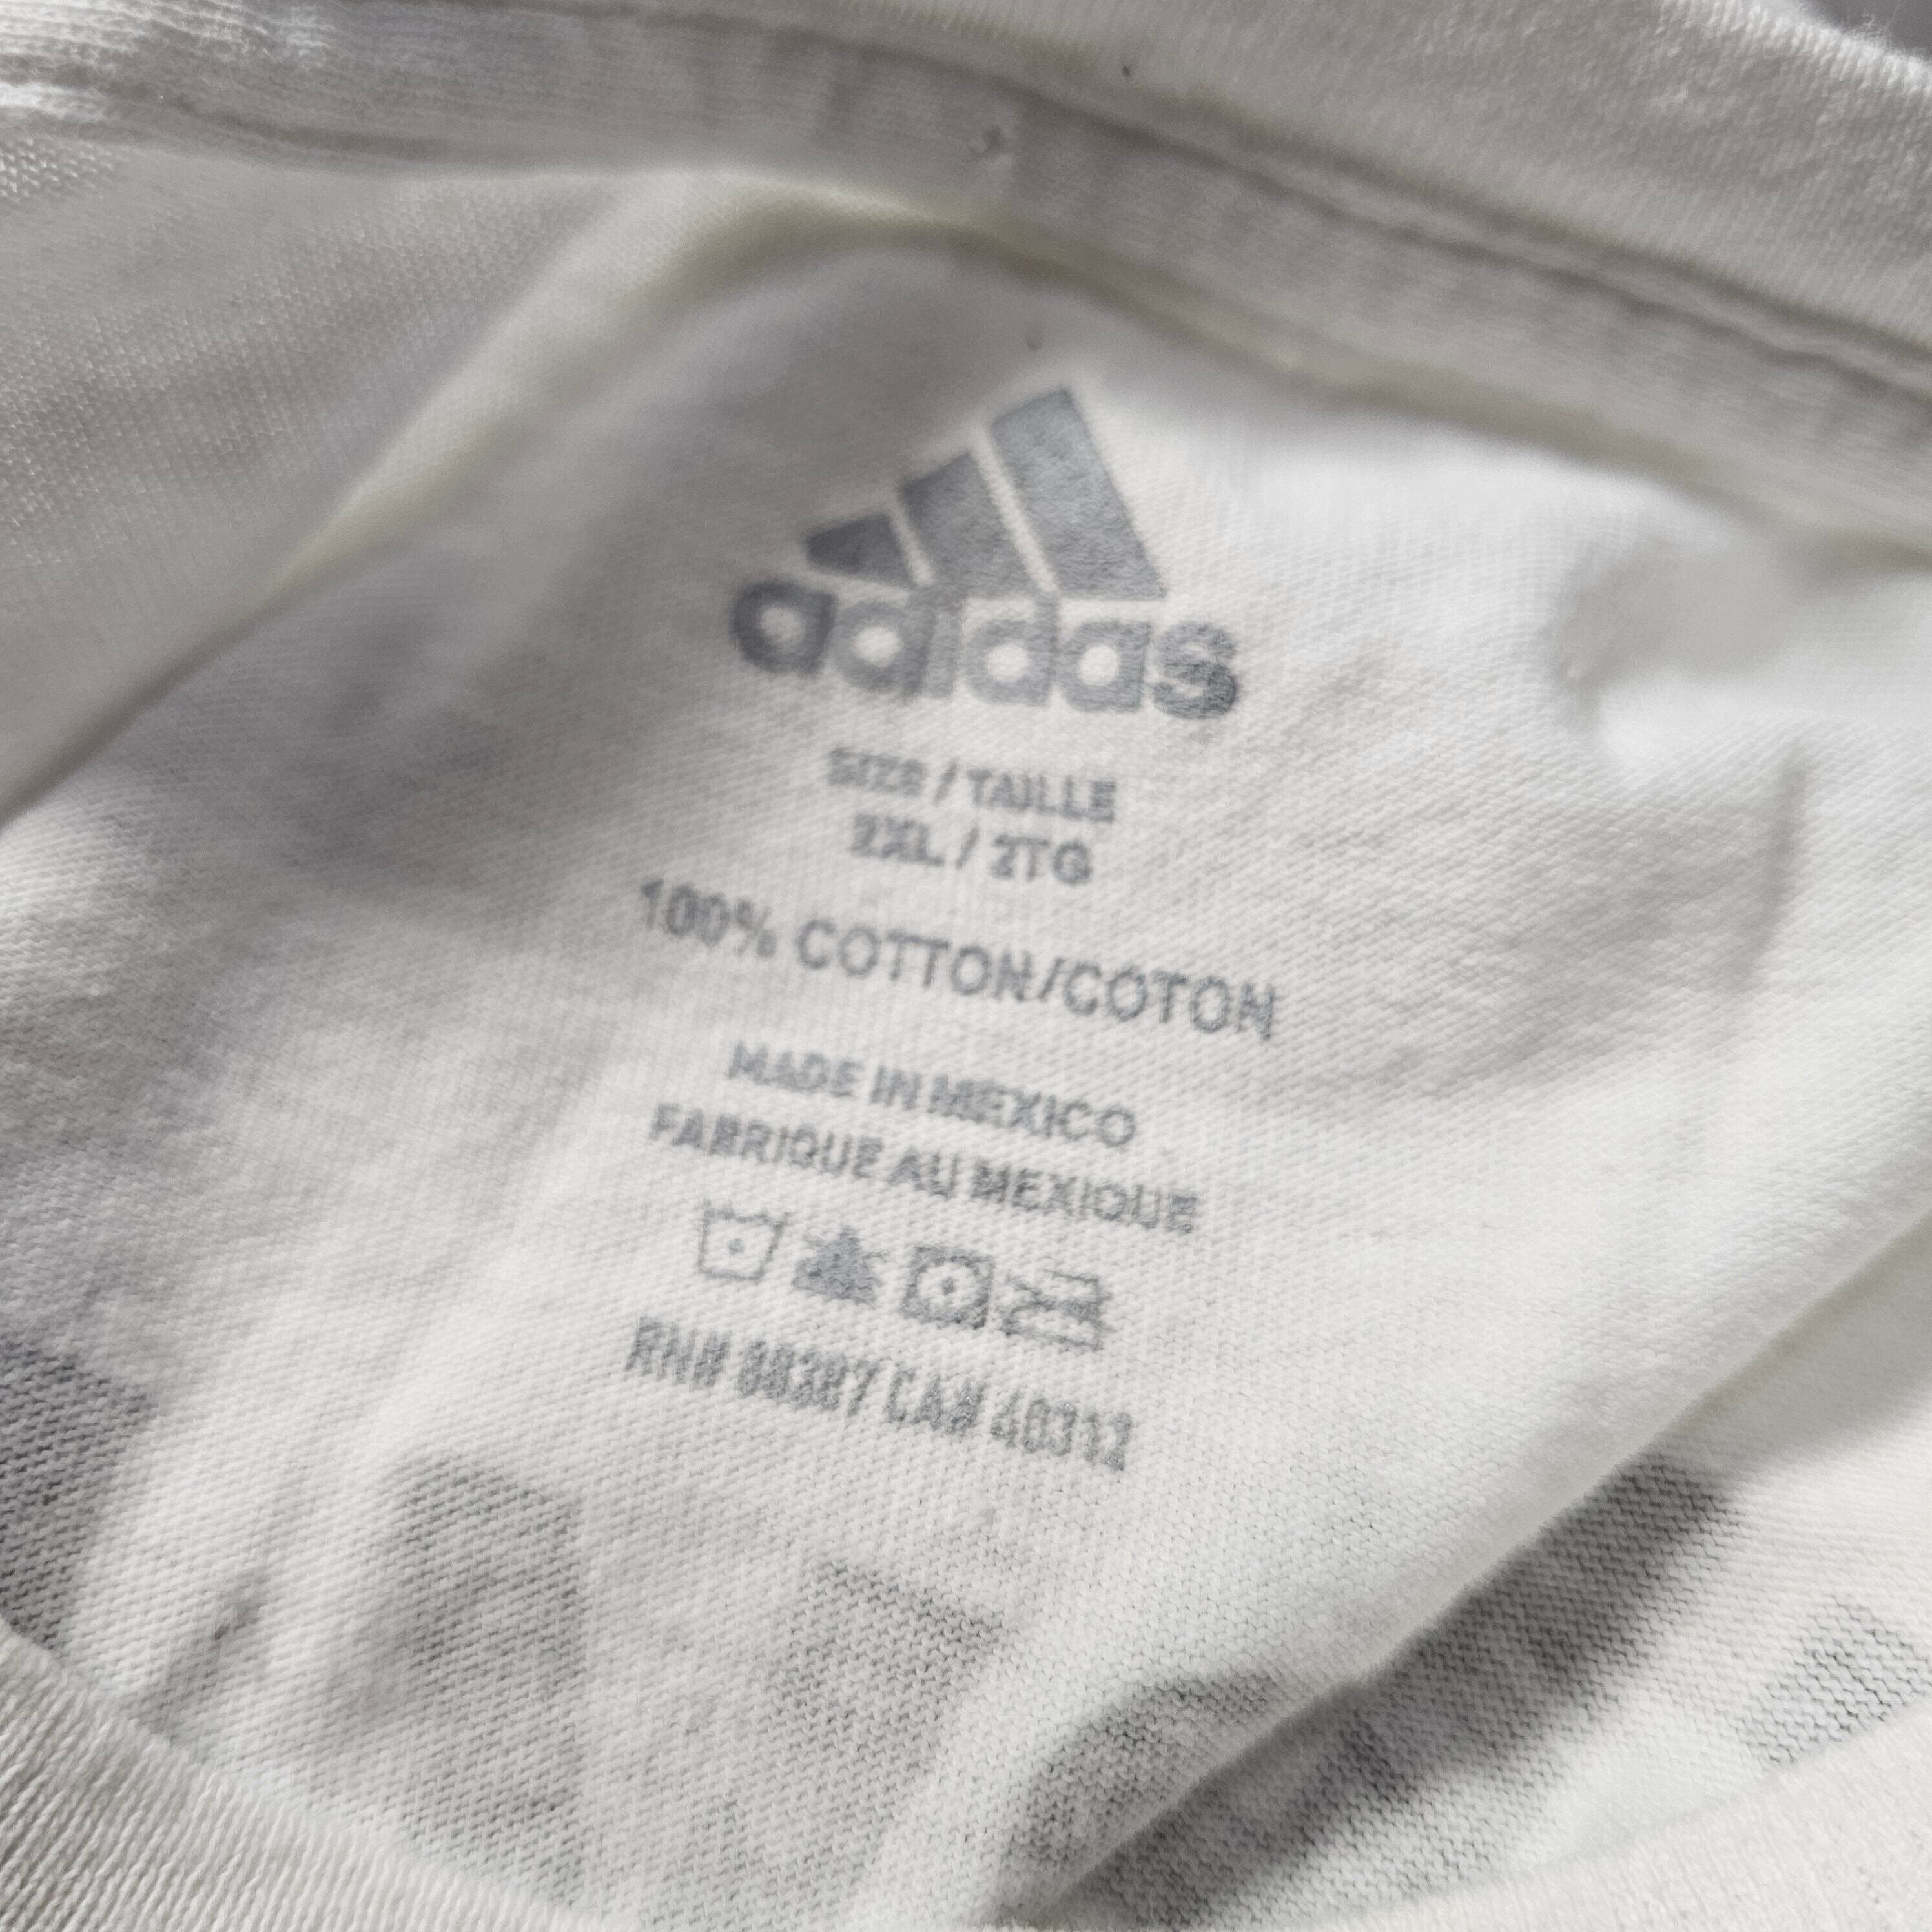 adidas
SIZE / TAILLE
2XL / 2TG
100% COTTON/COTON
MADE IN MEXICO
FABRIQUE AU MEXIQUE
RN# 88387 CA# 40312